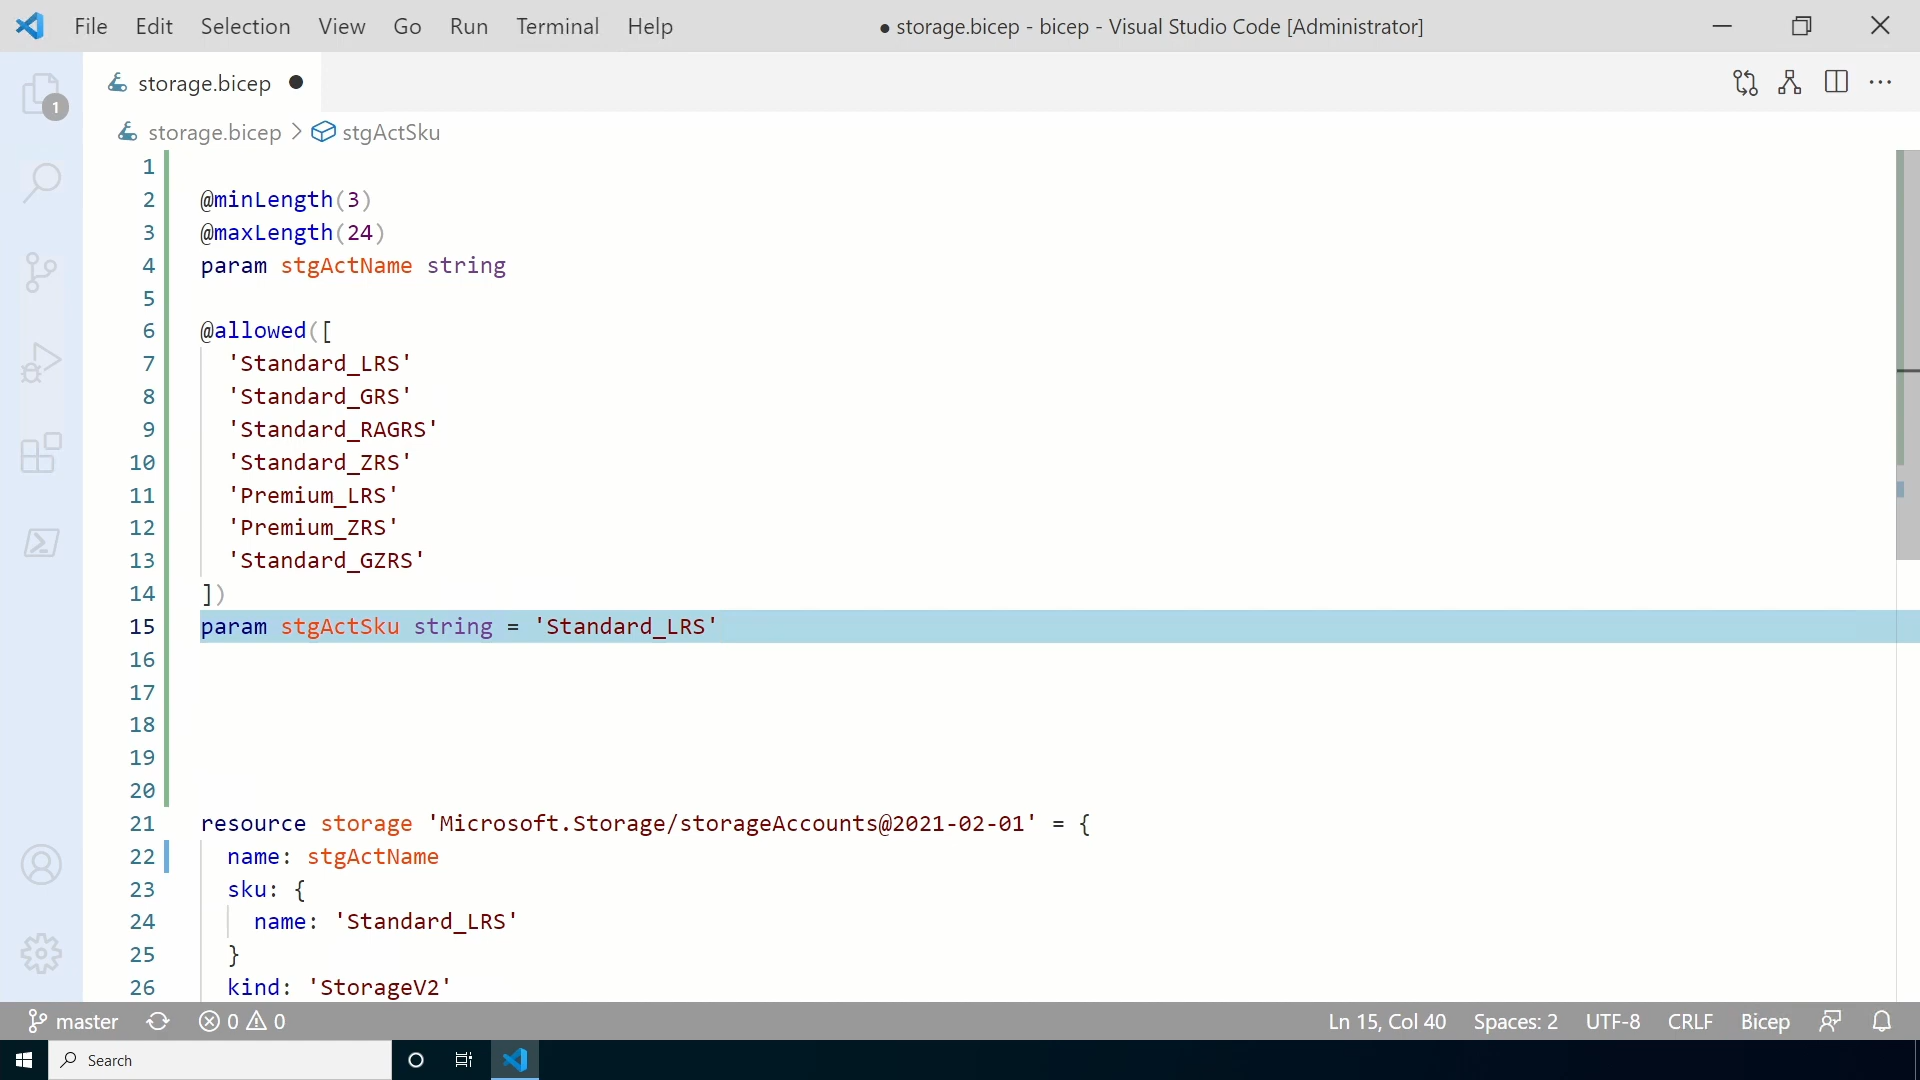 File Edit Selection View Go Run Terminal Help
● storage.bicep - bicep - Visual Studio Code [Administrator]
storage.bicep ●
storage.bicep > stgActSku
1
1
2 @minLength(3)
3 @maxLength(24)
4 param stgActName string
5
6 @allowed([
7 'Standard_LRS'
8 'Standard_GRS'
9 'Standard_RAGRS'
10 'Standard_ZRS'
11 'Premium_LRS'
12 'Premium_ZRS'
13 'Standard_GZRS'
14 ])
15 param stgActSku string = 'Standard_LRS'
16
17
18
19
20
21 resource storage 'Microsoft.Storage/storageAccounts@2021-02-01' = {
22 name: stgActName
23 sku: {
24 name: 'Standard_LRS'
25 }
26 kind: 'StorageV2'
master 0 0 Ln 15, Col 40 Spaces: 2 UTF-8 CRLF Bicep
Search